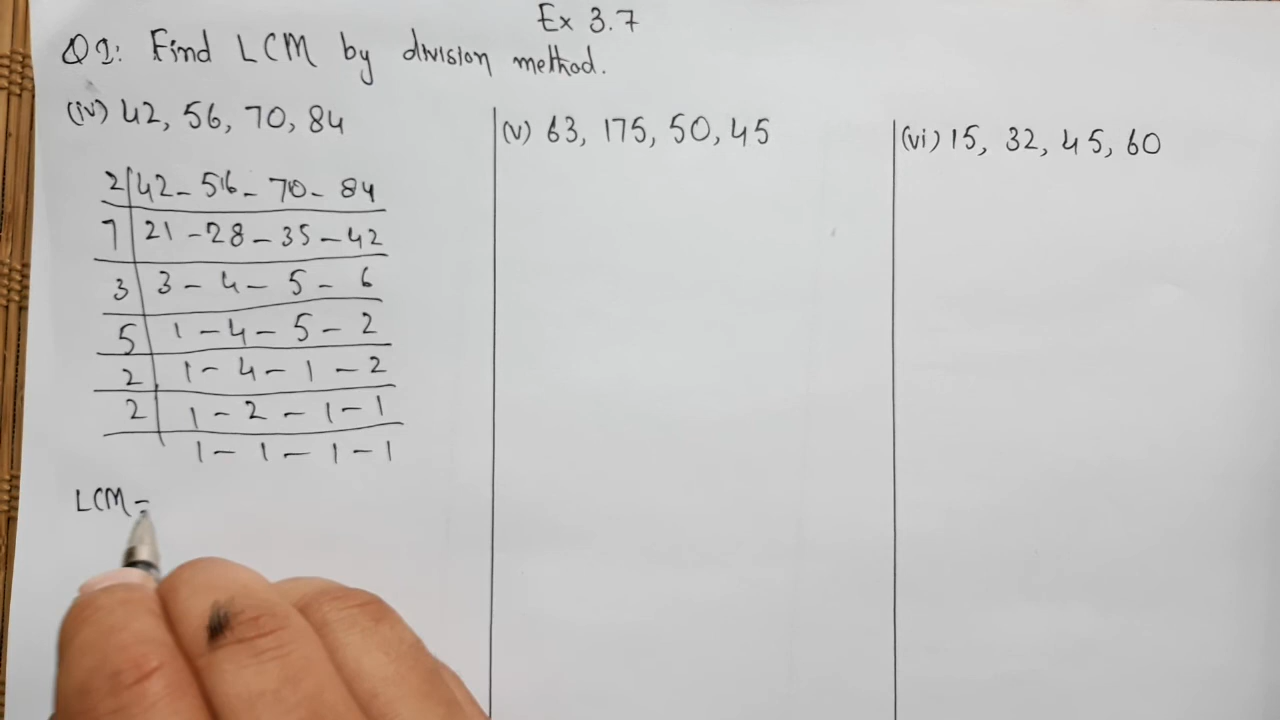 Ex 3.7
Q1: Find LCM by division method.
(iv) 42, 56, 70, 84
2 42 - 56 - 70 - 84
7 21 - 28 - 35 - 42
3 3 - 4 - 5 - 6
5 1 - 4 - 5 - 2
2 1 - 4 - 1 - 2
2 1 - 2 - 1 - 1
1 - 1 - 1 - 1
LCM =
(v) 63, 175, 50, 45
(vi) 15, 32, 45, 60